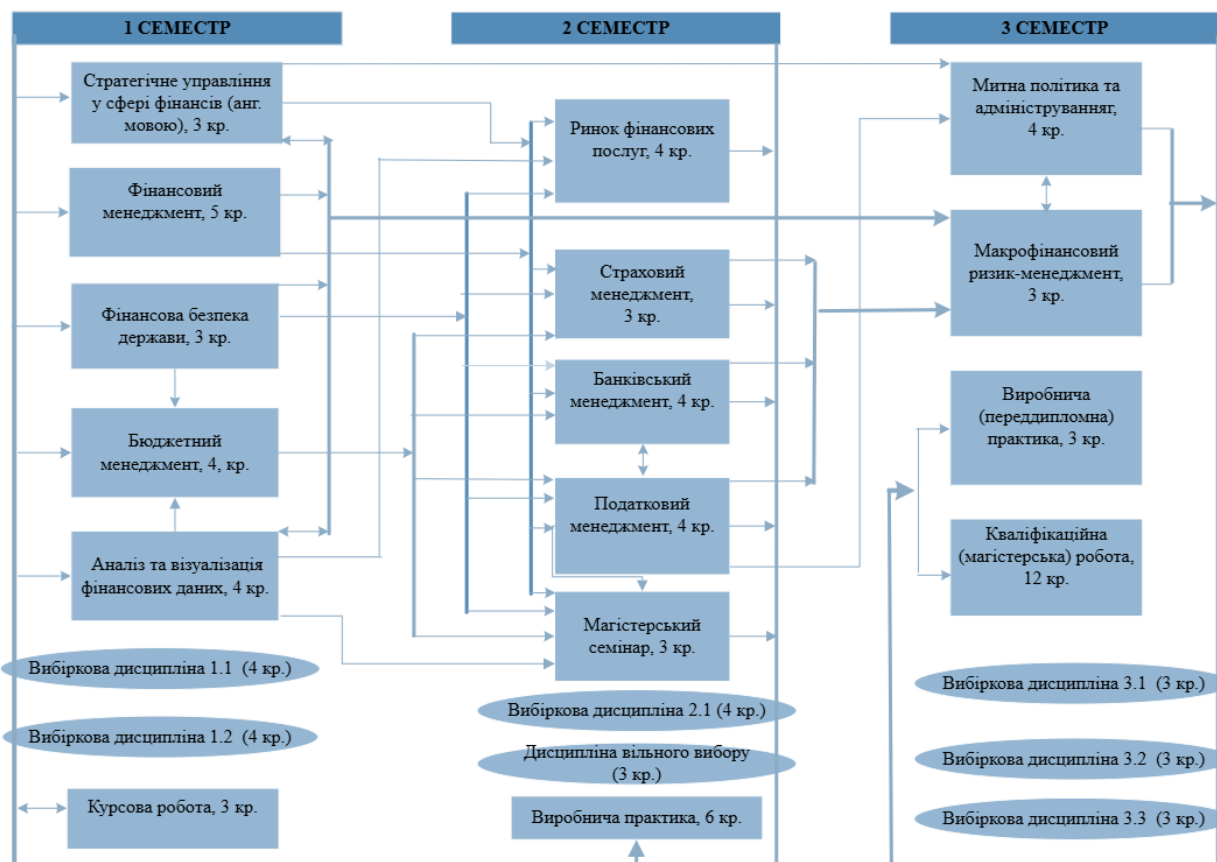 1 СЕМЕСТР
Стратегічне управління
у сфері фінансів (анг.
мовою), 3 кр.
Фінансовий
менеджмент, 5 кр.
Фінансова безпека
держави, 3 кр.
Бюджетний
менеджмент, 4, кр.
Аналіз та візуалізація
фінансових даних, 4 кр.
Вибіркова дисципліна 1.1 (4 кр.)
Вибіркова дисципліна 1.2 (4 кр.)
Курсова робота, 3 кр.
2 СЕМЕСТР
Ринок фінансових
послуг, 4 кр.
Страховий
менеджмент,
3 кр.
Банківський
менеджмент, 4 кр.
Податковий
менеджмент, 4 кр.
Магістерський
семінар, 3 кр.
Вибіркова дисципліна 2.1 (4 кр.)
Дисципліна вільного вибору
(3 кр.)
Виробнича практика, 6 кр.
3 СЕМЕСТР
Митна політика та
адмініструванняг,
4 кр.
Макрофінансовий
ризик-менеджмент,
3 кр.
Виробнича
(переддипломна)
практика, 3 кр.
Кваліфікаційна
(магістерська) робота,
12 кр.
Вибіркова дисципліна 3.1 (3 кр.)
Вибіркова дисципліна 3.2 (3 кр.)
Вибіркова дисципліна 3.3 (3 кр.)